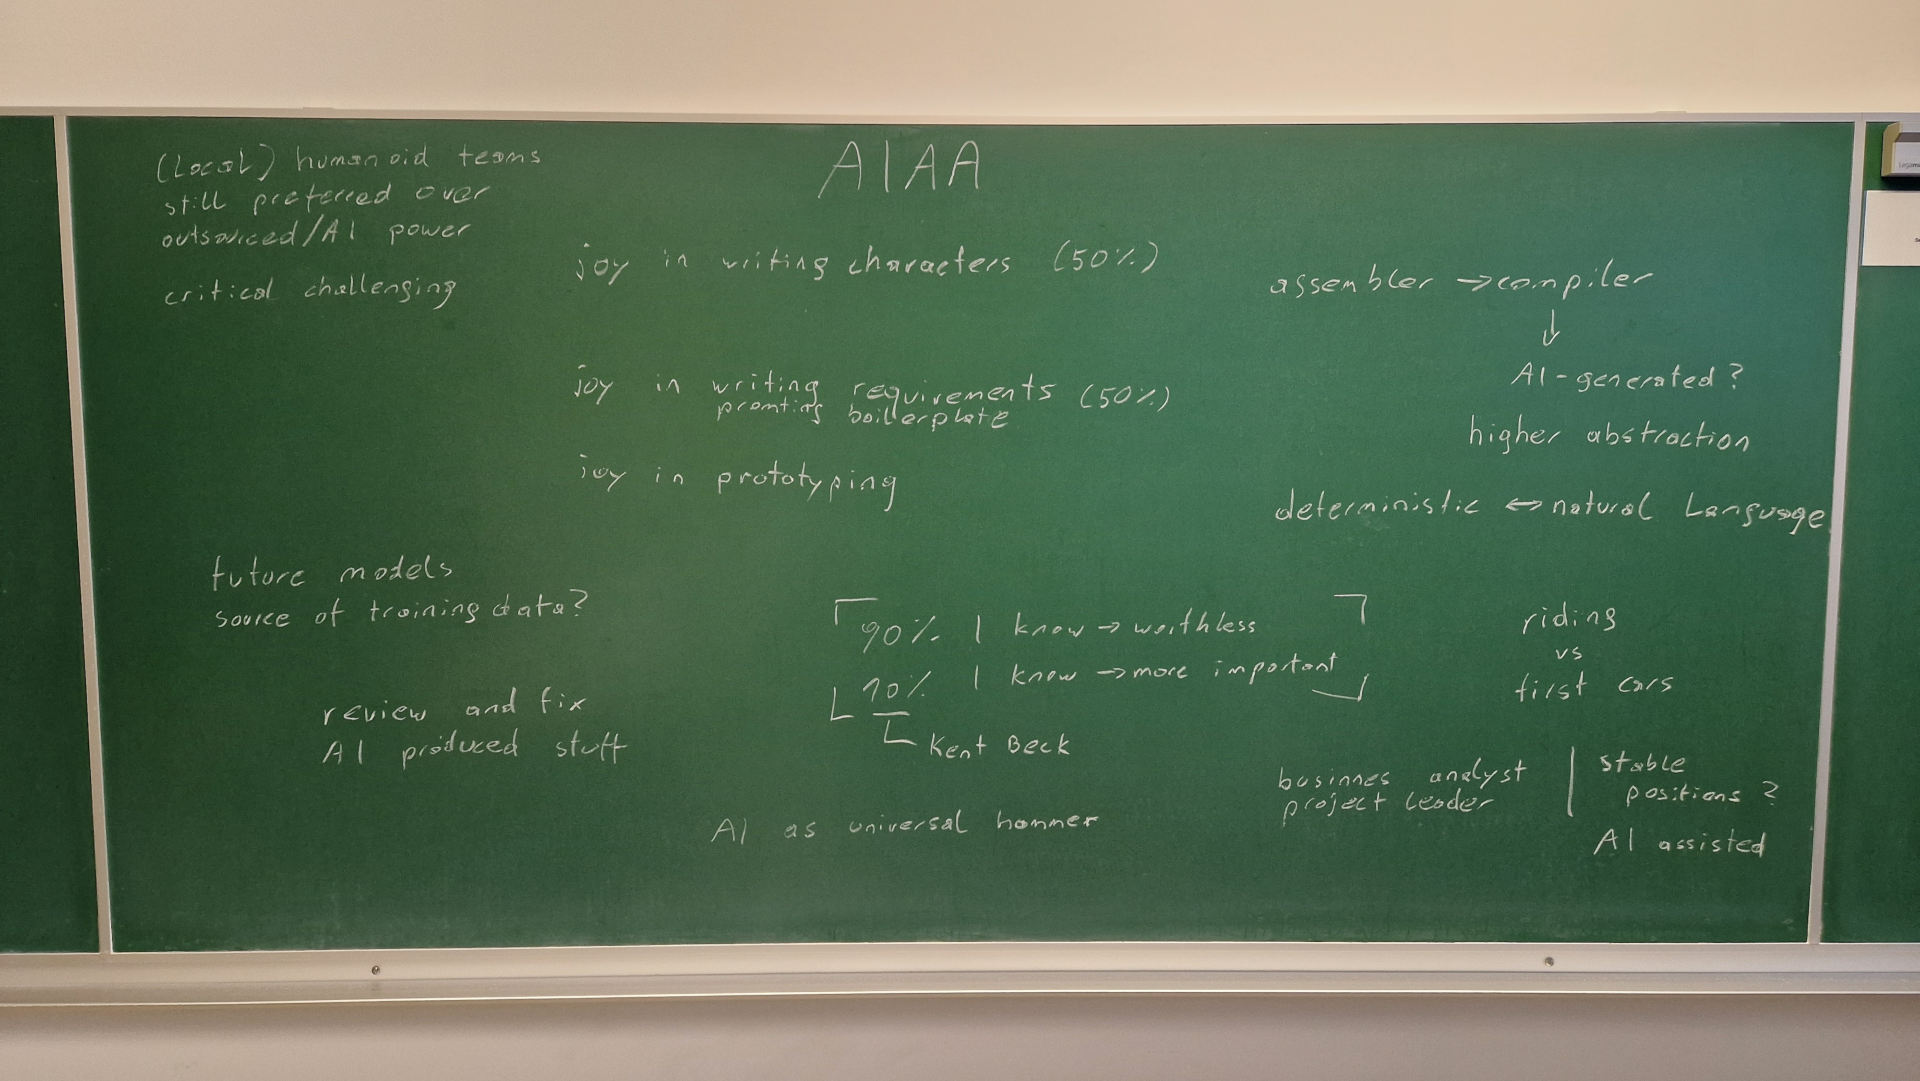 AIAA
(Local) humanoid teams
still preferred over
outsourced/AI power
critical challenging
joy in writing characters (50%)
joy in writing requirements (50%)
promting boilerplate
joy in prototyping
assembler → compiler
↓
AI-generated?
higher abstraction
deterministic ↔ natural Language
future models
source of training data?
review and fix
AI produced stuff
90% I know → worthless
10% I know → more important
Kent Beck
AI as universal hammer
riding
vs
first cars
businnes analyst
project leader
stable
positions?
AI assisted